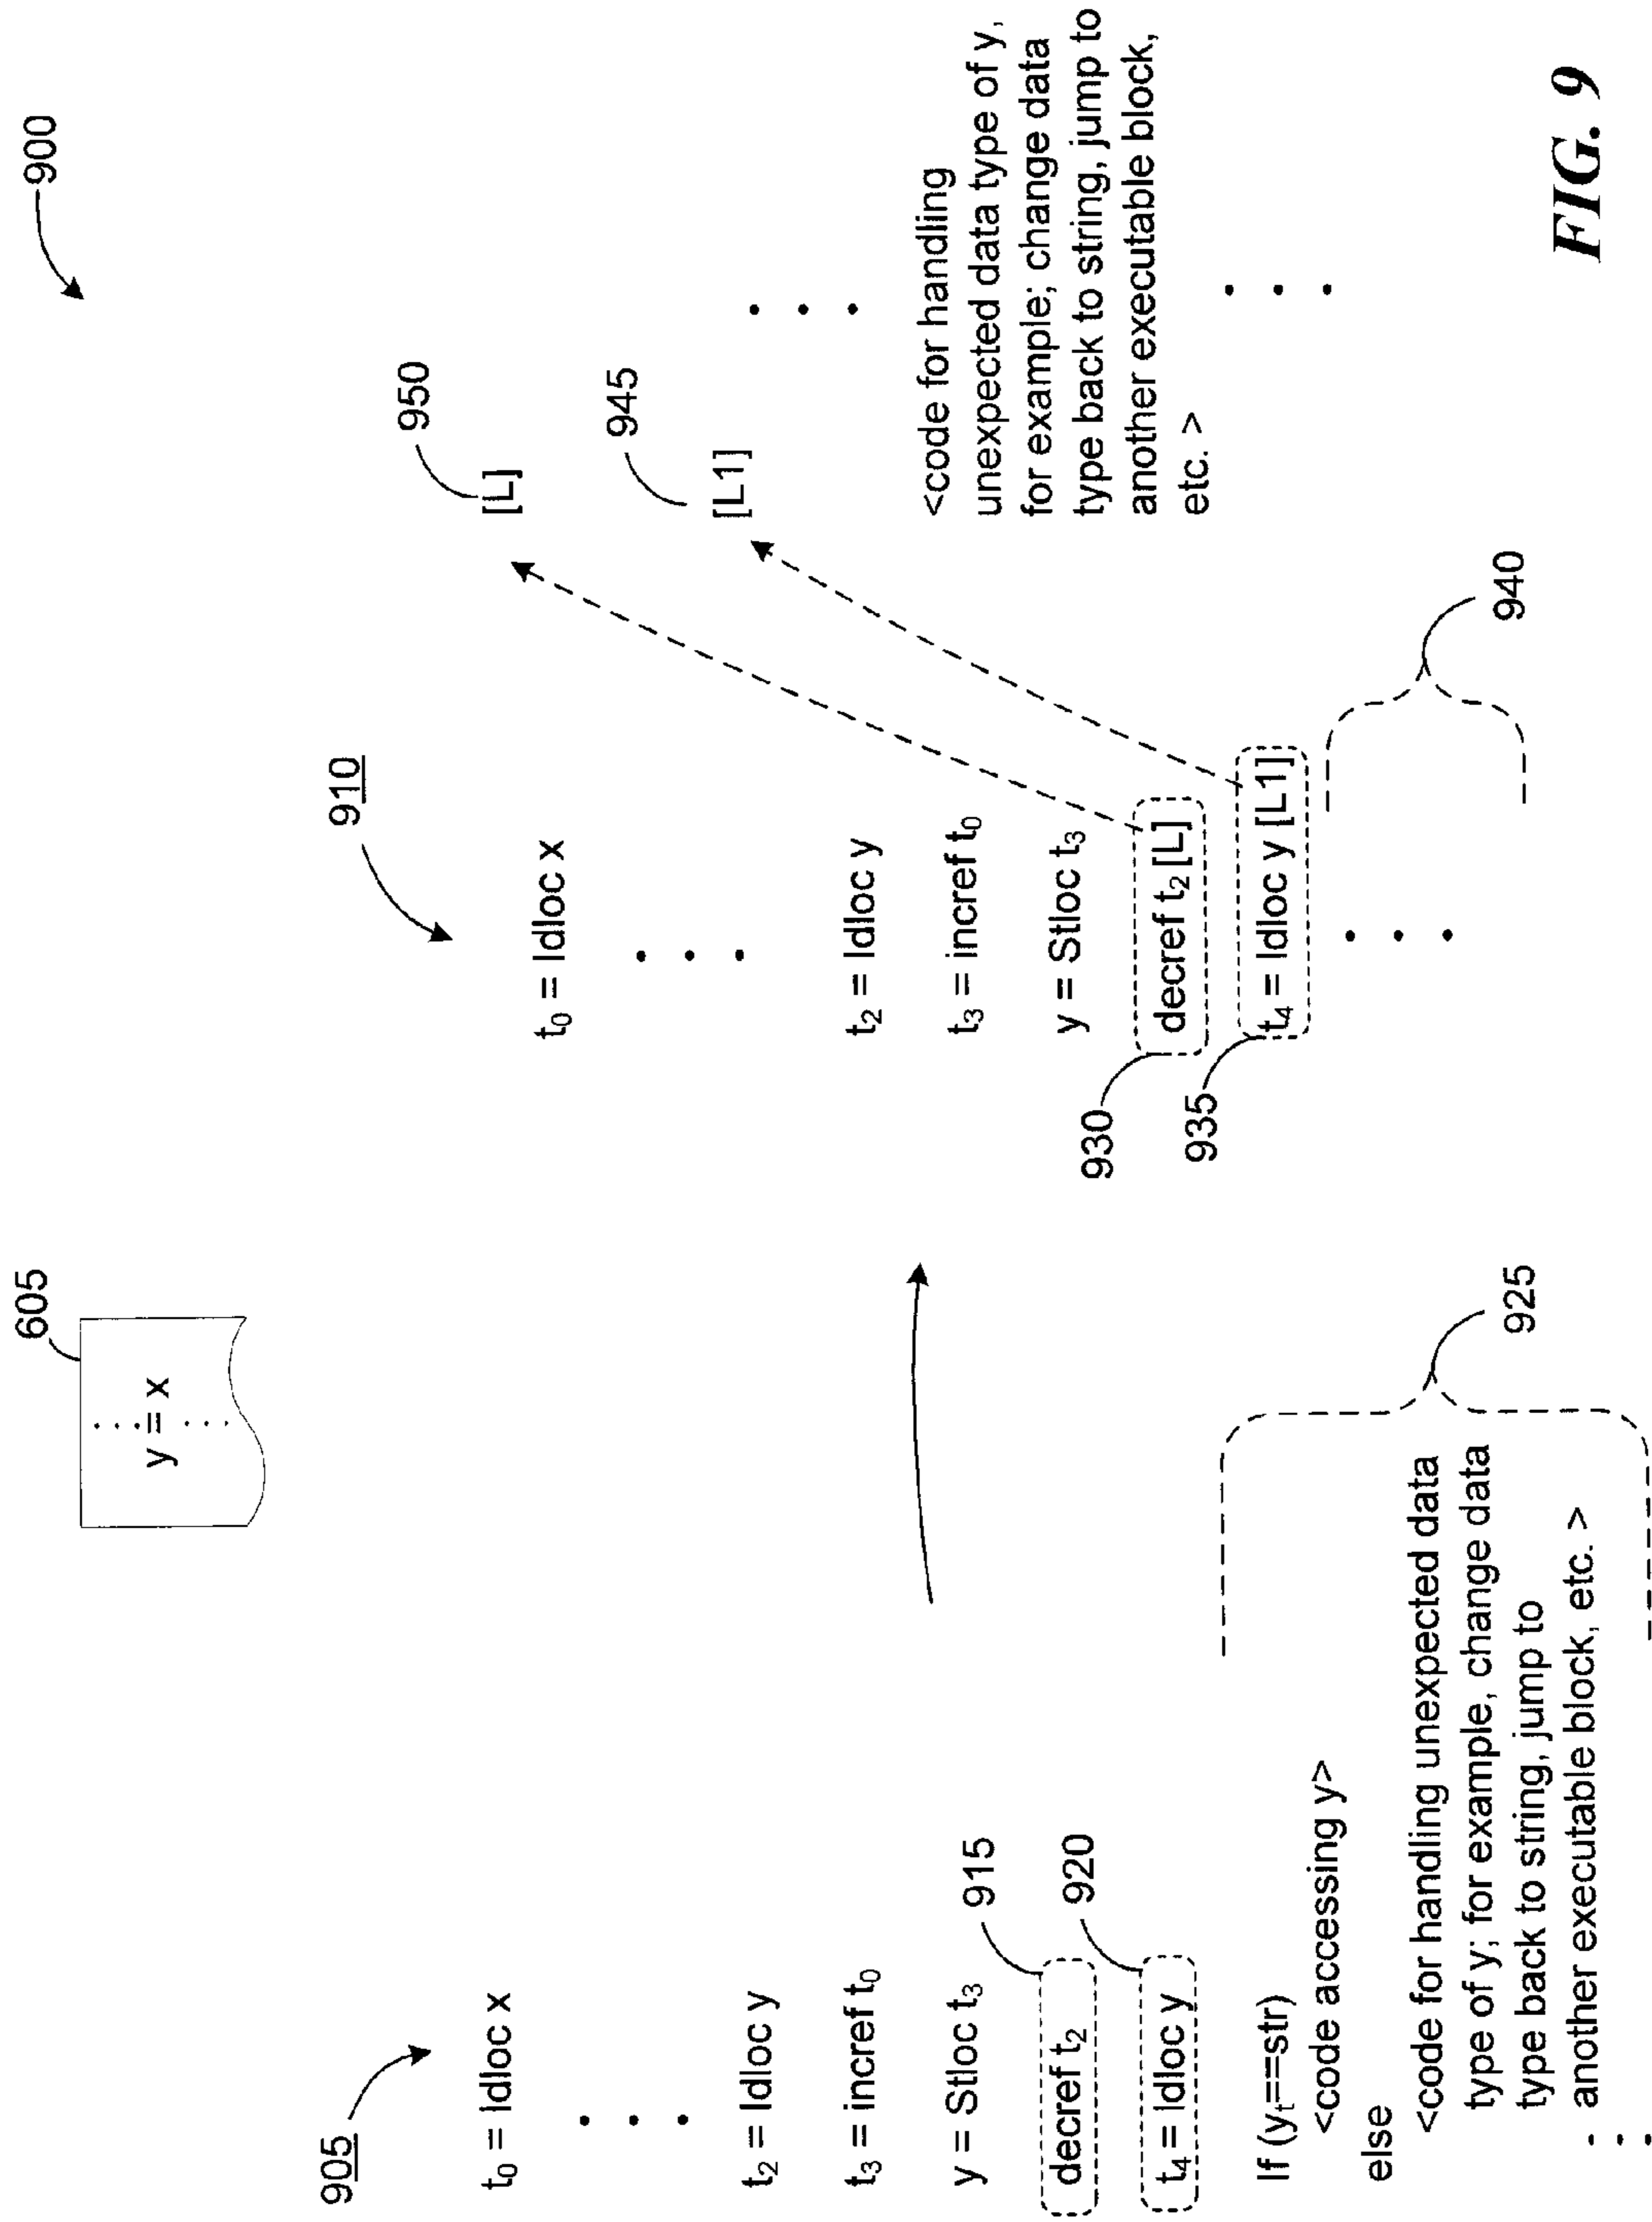 900
605
y = x
905
t₀ = ldloc x
. . .
t₂ = ldloc y
t₃ = incref t₀
y = Stloc t₃
decref t₂
915
t₄ = ldloc y
920
If (yₜ==str)
<code accessing y>
else
<code for handling unexpected data
type of y; for example, change data
type back to string, jump to
another executable block, etc. >
925
910
t₀ = ldloc x
. . .
t₂ = ldloc y
t₃ = incref t₀
y = Stloc t₃
930
decref t₂ [L]
935
t₄ = ldloc y [L1]
. . .
940
950
[L]
945
[L1]
. . .
<code for handling
unexpected data type of y,
for example; change data
type back to string, jump to
another executable block,
etc. >
. . .
FIG. 9